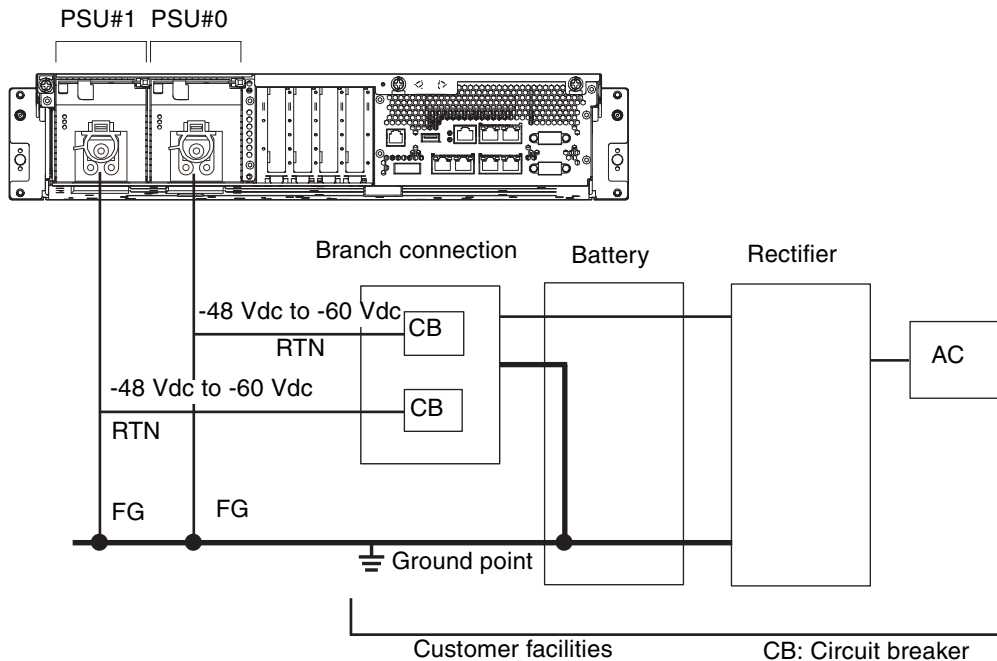 PSU#1 PSU#0
Branch connection
Battery
Rectifier
-48 Vdc to -60 Vdc
CB
RTN
AC
-48 Vdc to -60 Vdc
CB
RTN
FG
FG
Ground point
Customer facilities
CB: Circuit breaker